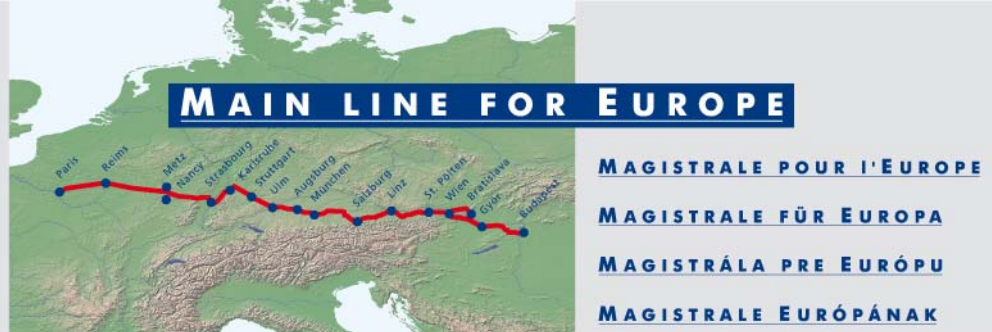 MAIN LINE FOR EUROPE
MAGISTRALE POUR l'EUROPE
MAGISTRALE FÜR EUROPA
MAGISTRÁLA PRE EURÓPU
MAGISTRALE EURÓPÁNAK
Paris
Reims
Metz
Nancy
Strasbourg
Karlsruhe
Stuttgart
Ulm
Augsburg
München
Salzburg
Linz
St. Pölten
Wien
Bratislava
Györ
Budapest